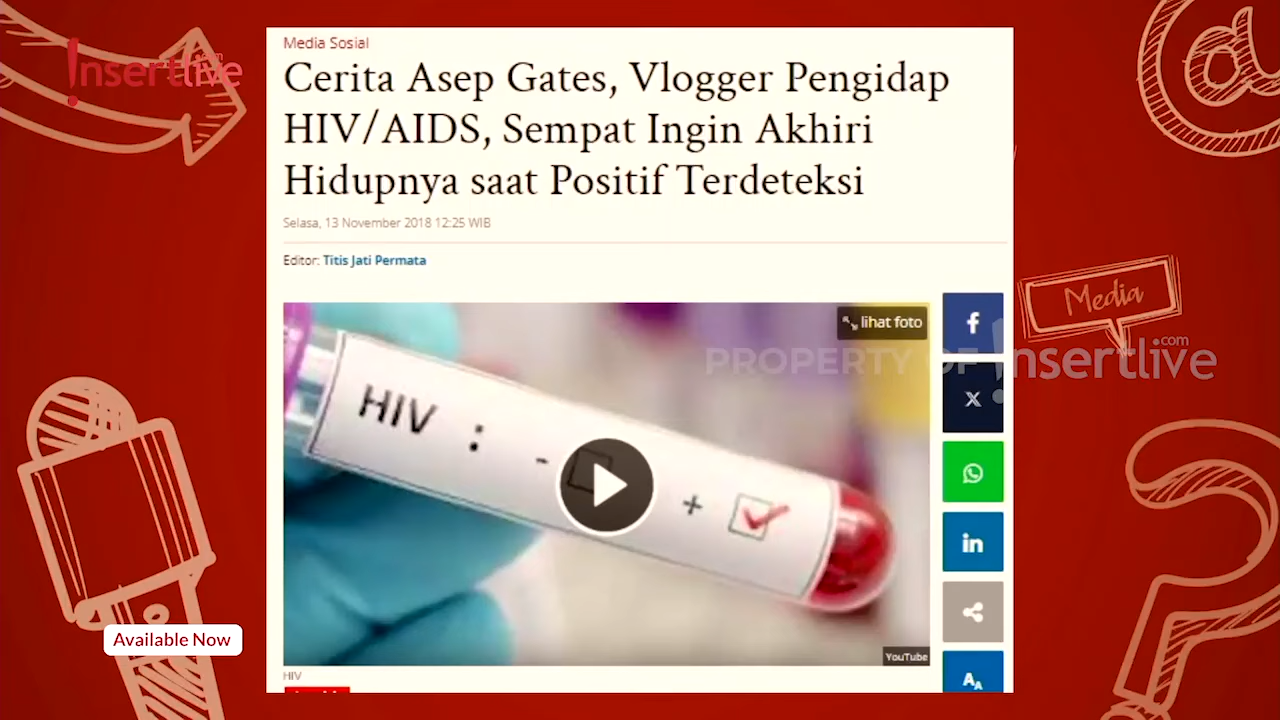 Insertlive
.com
Media Sosial
Cerita Asep Gates, Vlogger Pengidap
HIV/AIDS, Sempat Ingin Akhiri
Hidupnya saat Positif Terdeteksi
Selasa, 13 November 2018 12:25 WIB
Editor: Titis Jati Permata
lihat foto
Media
PROPERTY OF Insertlive
.com
HIV : - +
Available Now
YouTube
HIV
AA